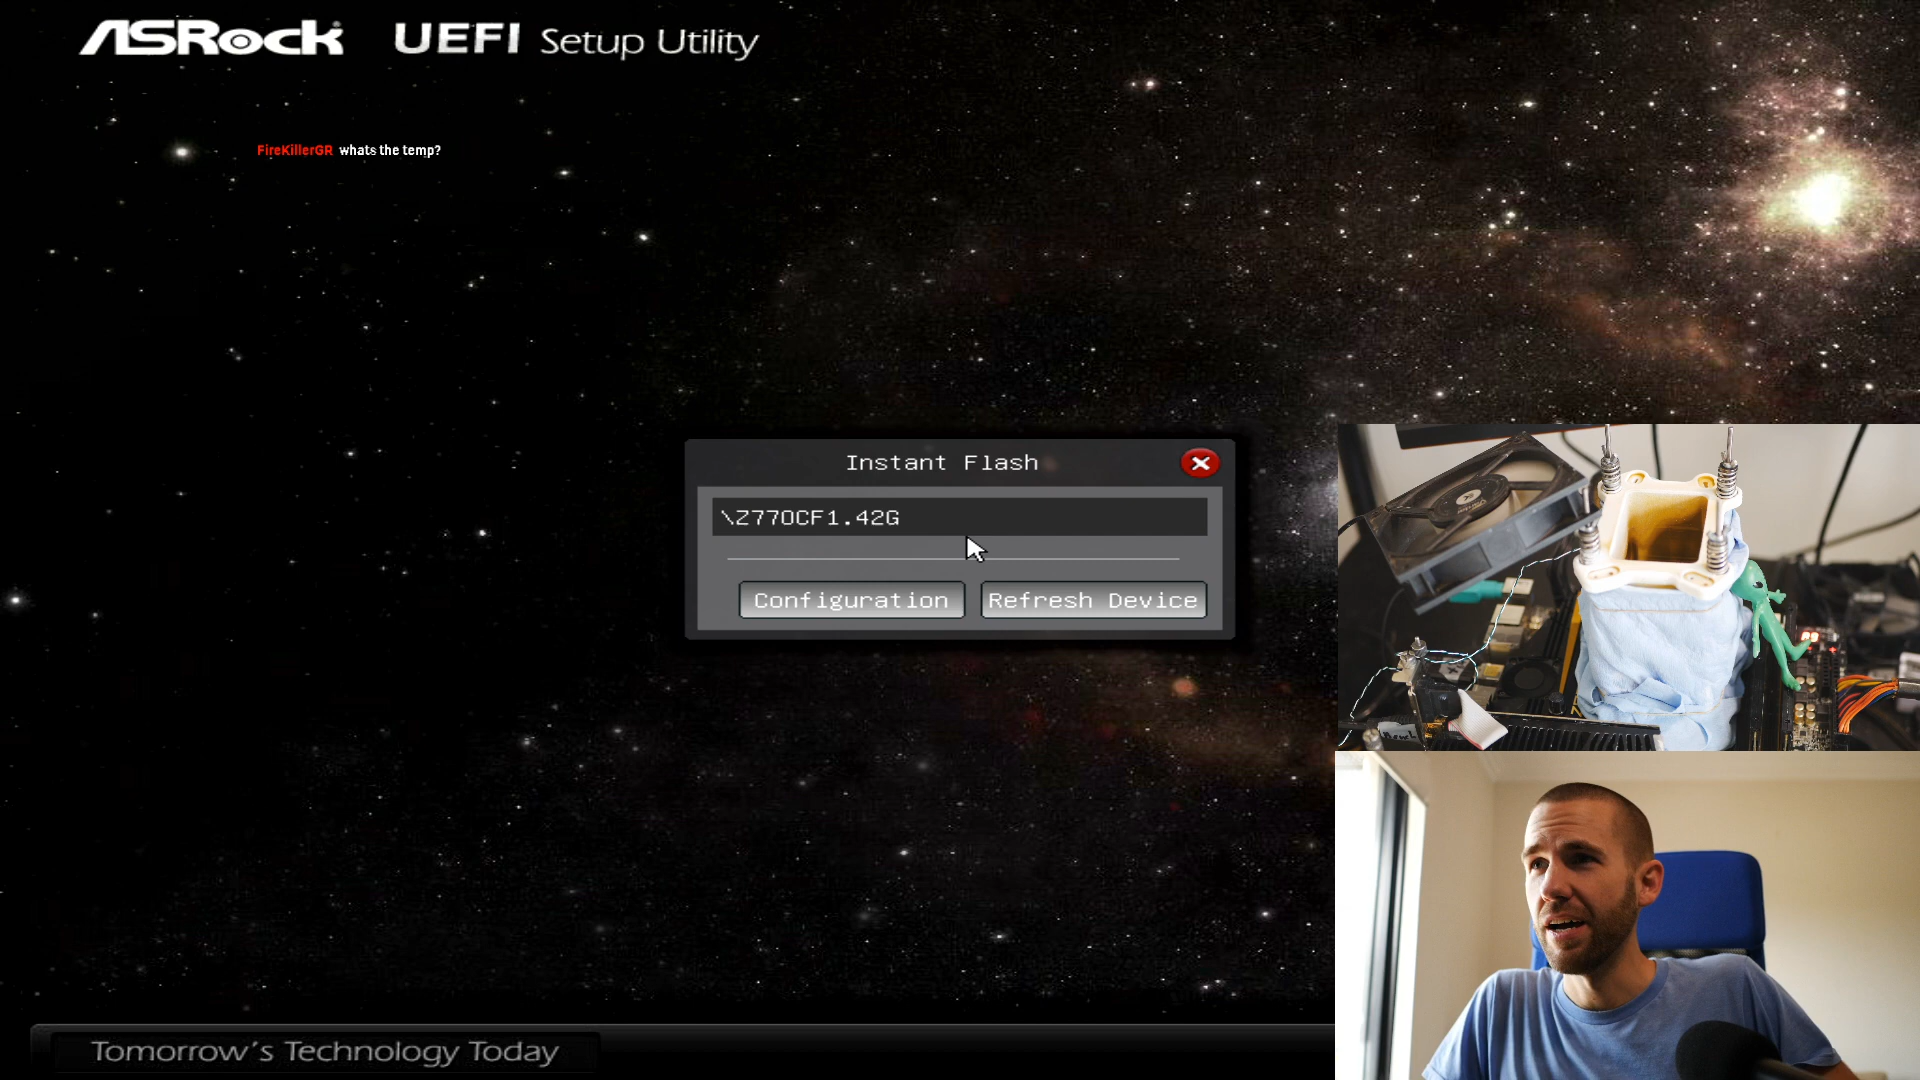 ASRock UEFI Setup Utility
FireKillerGR whats the temp?
Instant Flash
\Z77OCF1.42G
Configuration Refresh Device
Tomorrow's Technology Today